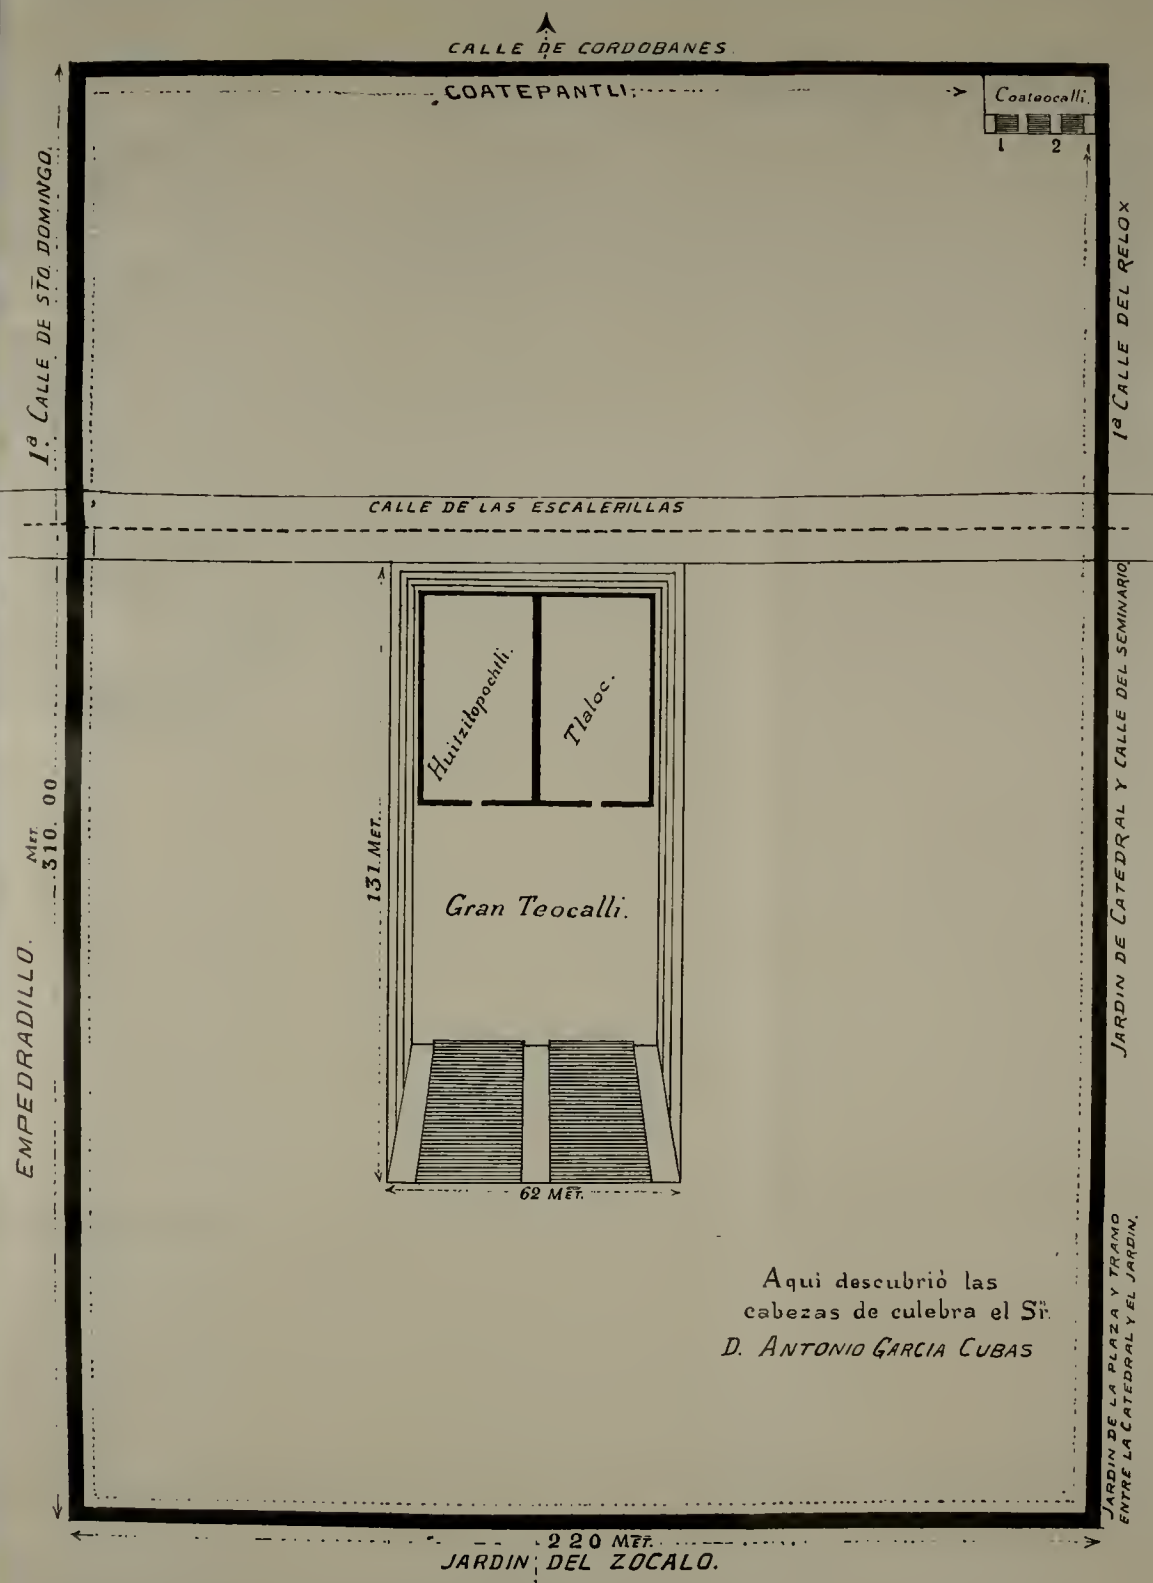 CALLE DE CORDOBANES.
COATEPANTLI.
Coateocalli.
1 2
1ª CALLE DE STO. DOMINGO.
1ª CALLE DEL RELOX
CALLE DE LAS ESCALERILLAS
Huitzilopochtli.
Tlaloc.
131 MET.
MET.
310.00
Gran Teocalli.
EMPEDRADILLO.
JARDIN DE CATEDRAL Y CALLE DEL SEMINARIO
62 MET.
Aqui descubriò las
cabezas de culebra el Sr.
D. ANTONIO GARCIA CUBAS
JARDIN DE LA PLAZA Y TRAMO
ENTRE LA CATEDRAL Y EL JARDIN.
220 MET.
JARDIN DEL ZOCALO.